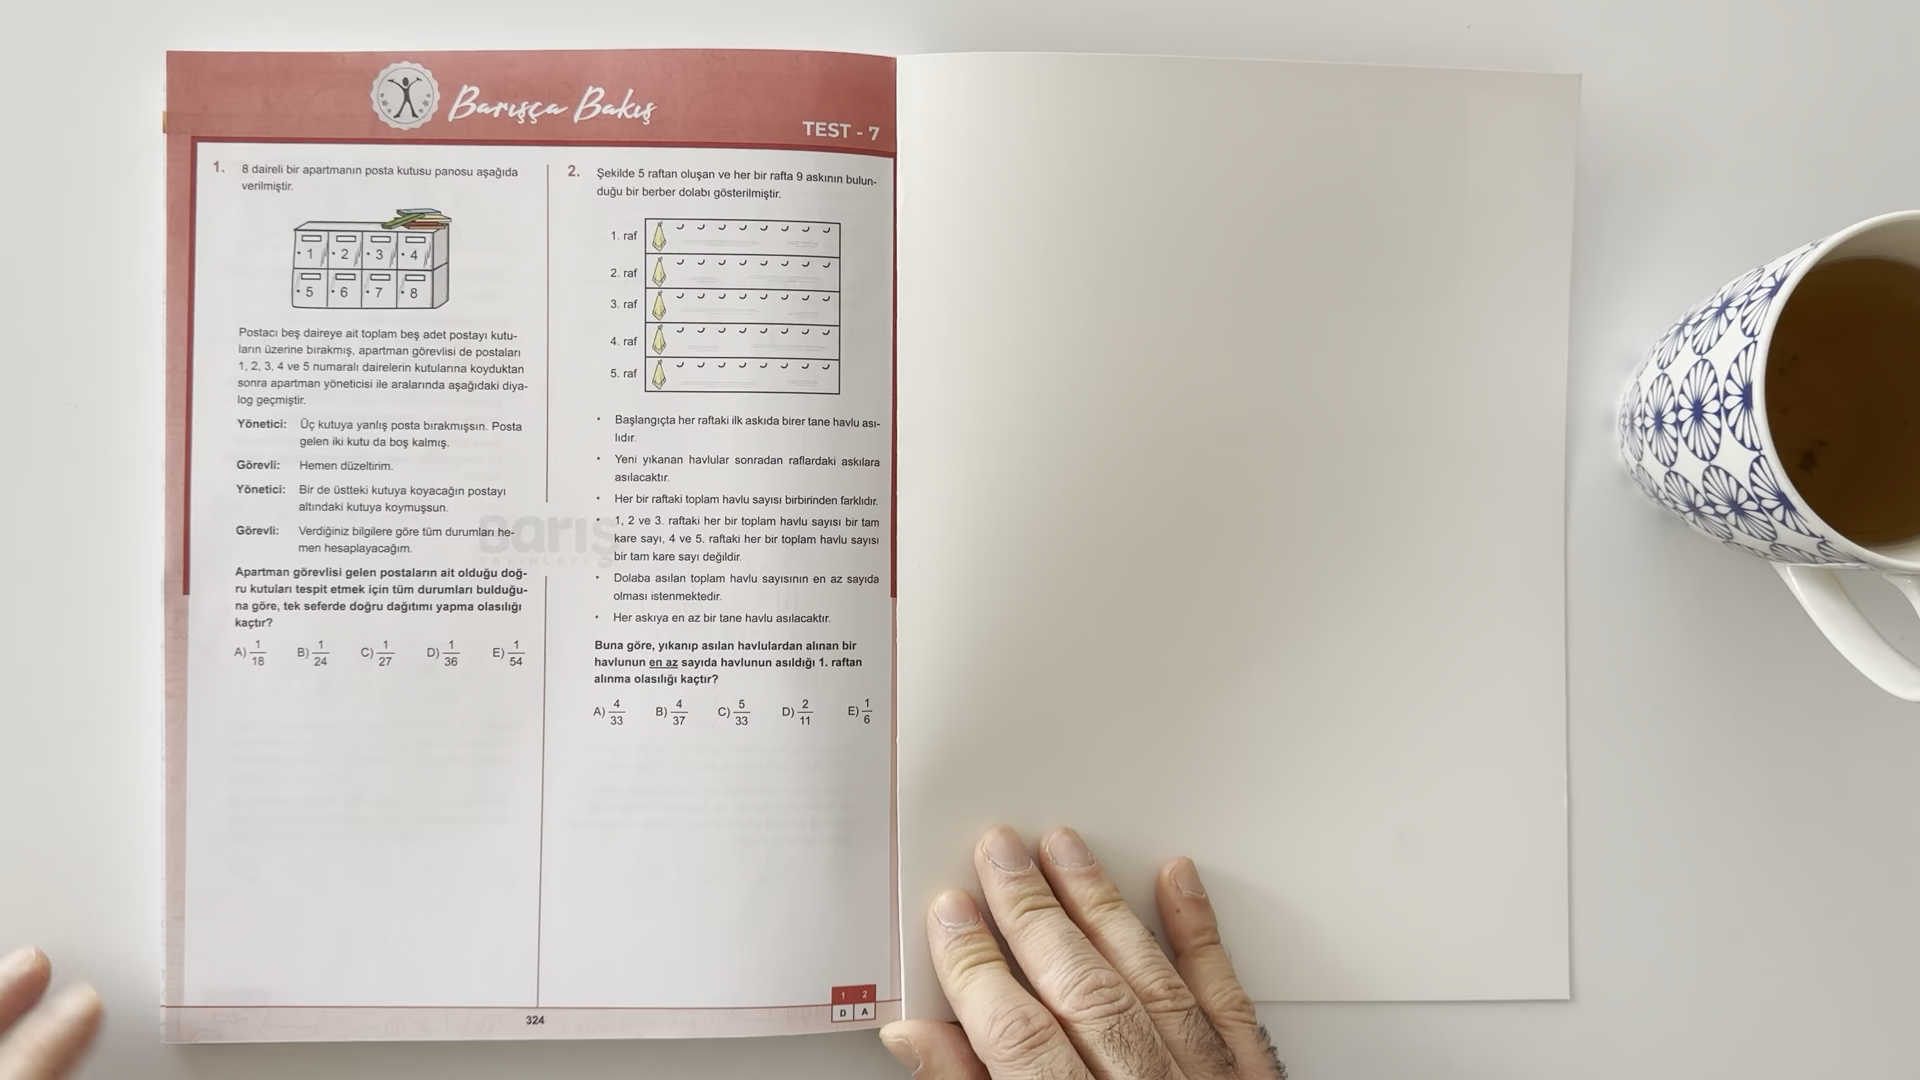 Barışça Bakış
TEST - 7
1. 8 daireli bir apartmanın posta kutusu panosu aşağıda
verilmiştir.
1 2 3 4
5 6 7 8
Postacı beş daireye ait toplam beş adet postayı kutu-
ların üzerine bırakmış, apartman görevlisi de postaları
1, 2, 3, 4 ve 5 numaralı dairelerin kutularına koyduktan
sonra apartman yöneticisi ile aralarında aşağıdaki diya-
log geçmiştir.
Yönetici: Üç kutuya yanlış posta bırakmışsın. Posta
gelen iki kutu da boş kalmış.
Görevli: Hemen düzeltirim.
Yönetici: Bir de üstteki kutuya koyacağın postayı
altındaki kutuya koymuşsun.
Görevli: Verdiğiniz bilgilere göre tüm durumları he-
men hesaplayacağım.
Apartman görevlisi gelen postaların ait olduğu doğ-
ru kutuları tespit etmek için tüm durumları bulduğu-
na göre, tek seferde doğru dağıtımı yapma olasılığı
kaçtır?
A) 1/18 B) 1/24 C) 1/27 D) 1/36 E) 1/54
2. Şekilde 5 raftan oluşan ve her bir rafta 9 askının bulun-
duğu bir berber dolabı gösterilmiştir.
1. raf
2. raf
3. raf
4. raf
5. raf
• Başlangıçta her raftaki ilk askıda birer tane havlu ası-
lıdır.
• Yeni yıkanan havlular sonradan raflardaki askılara
asılacaktır.
• Her bir raftaki toplam havlu sayısı birbirinden farklıdır.
• 1, 2 ve 3. raftaki her bir toplam havlu sayısı bir tam
kare sayı, 4 ve 5. raftaki her bir toplam havlu sayısı
bir tam kare sayı değildir.
• Dolaba asılan toplam havlu sayısının en az sayıda
olması istenmektedir.
• Her askıya en az bir tane havlu asılacaktır.
Buna göre, yıkanıp asılan havlulardan alınan bir
havlunun en az sayıda havlunun asıldığı 1. raftan
alınma olasılığı kaçtır?
A) 4/33 B) 4/37 C) 5/33 D) 2/11 E) 1/6
barış
YAYINLARI
324
1 2
D A